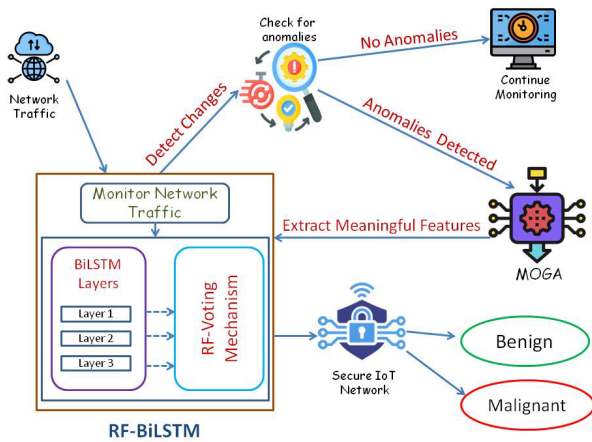 Check for
anomalies
No Anomalies
Continue
Monitoring
Network
Traffic
Detect Changes
Anomalies Detected
Monitor Network
Traffic
Extract Meaningful Features
MOGA
BiLSTM
Layers
Layer 1
Layer 2
Layer 3
RF-Voting
Mechanism
Secure IoT
Network
Benign
Malignant
RF-BiLSTM